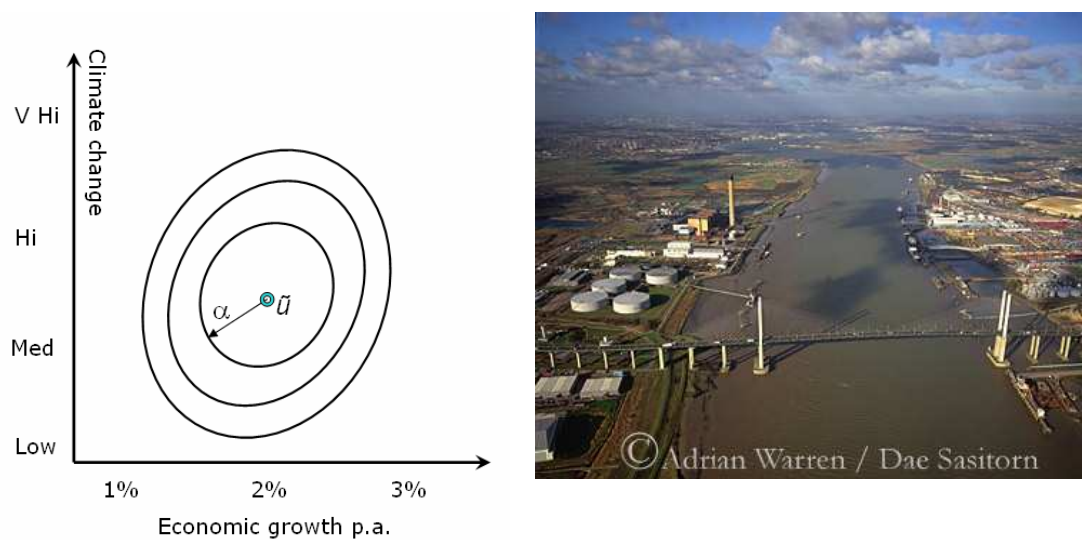 Climate change
V Hi
Hi
Med
Low
α
ũ
1% 2% 3%
Economic growth p.a.
© Adrian Warren / Dae Sasitorn